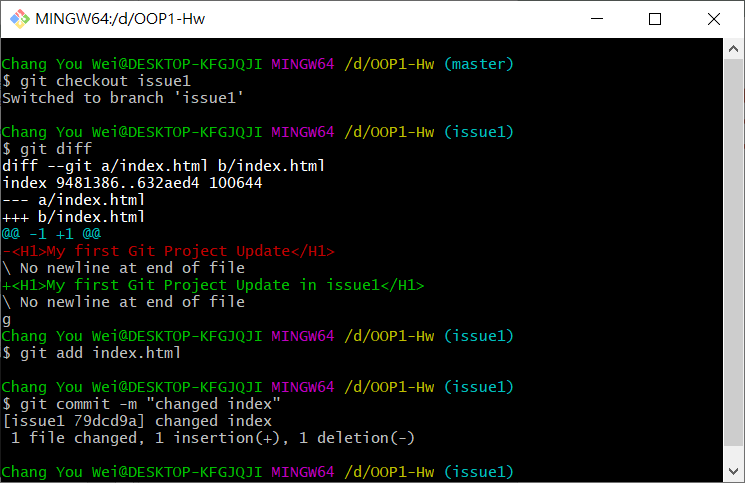 MINGW64:/d/OOP1-Hw
Chang You Wei@DESKTOP-KFGJQJI MINGW64 /d/OOP1-Hw (master)
$ git checkout issue1
Switched to branch 'issue1'
Chang You Wei@DESKTOP-KFGJQJI MINGW64 /d/OOP1-Hw (issue1)
$ git diff
diff --git a/index.html b/index.html
index 9481386..632aed4 100644
--- a/index.html
+++ b/index.html
@@ -1 +1 @@
-<H1>My first Git Project Update</H1>
\ No newline at end of file
+<H1>My first Git Project Update in issue1</H1>
\ No newline at end of file
g
Chang You Wei@DESKTOP-KFGJQJI MINGW64 /d/OOP1-Hw (issue1)
$ git add index.html
Chang You Wei@DESKTOP-KFGJQJI MINGW64 /d/OOP1-Hw (issue1)
$ git commit -m "changed index"
[issue1 79dcd9a] changed index
 1 file changed, 1 insertion(+), 1 deletion(-)
Chang You Wei@DESKTOP-KFGJQJI MINGW64 /d/OOP1-Hw (issue1)